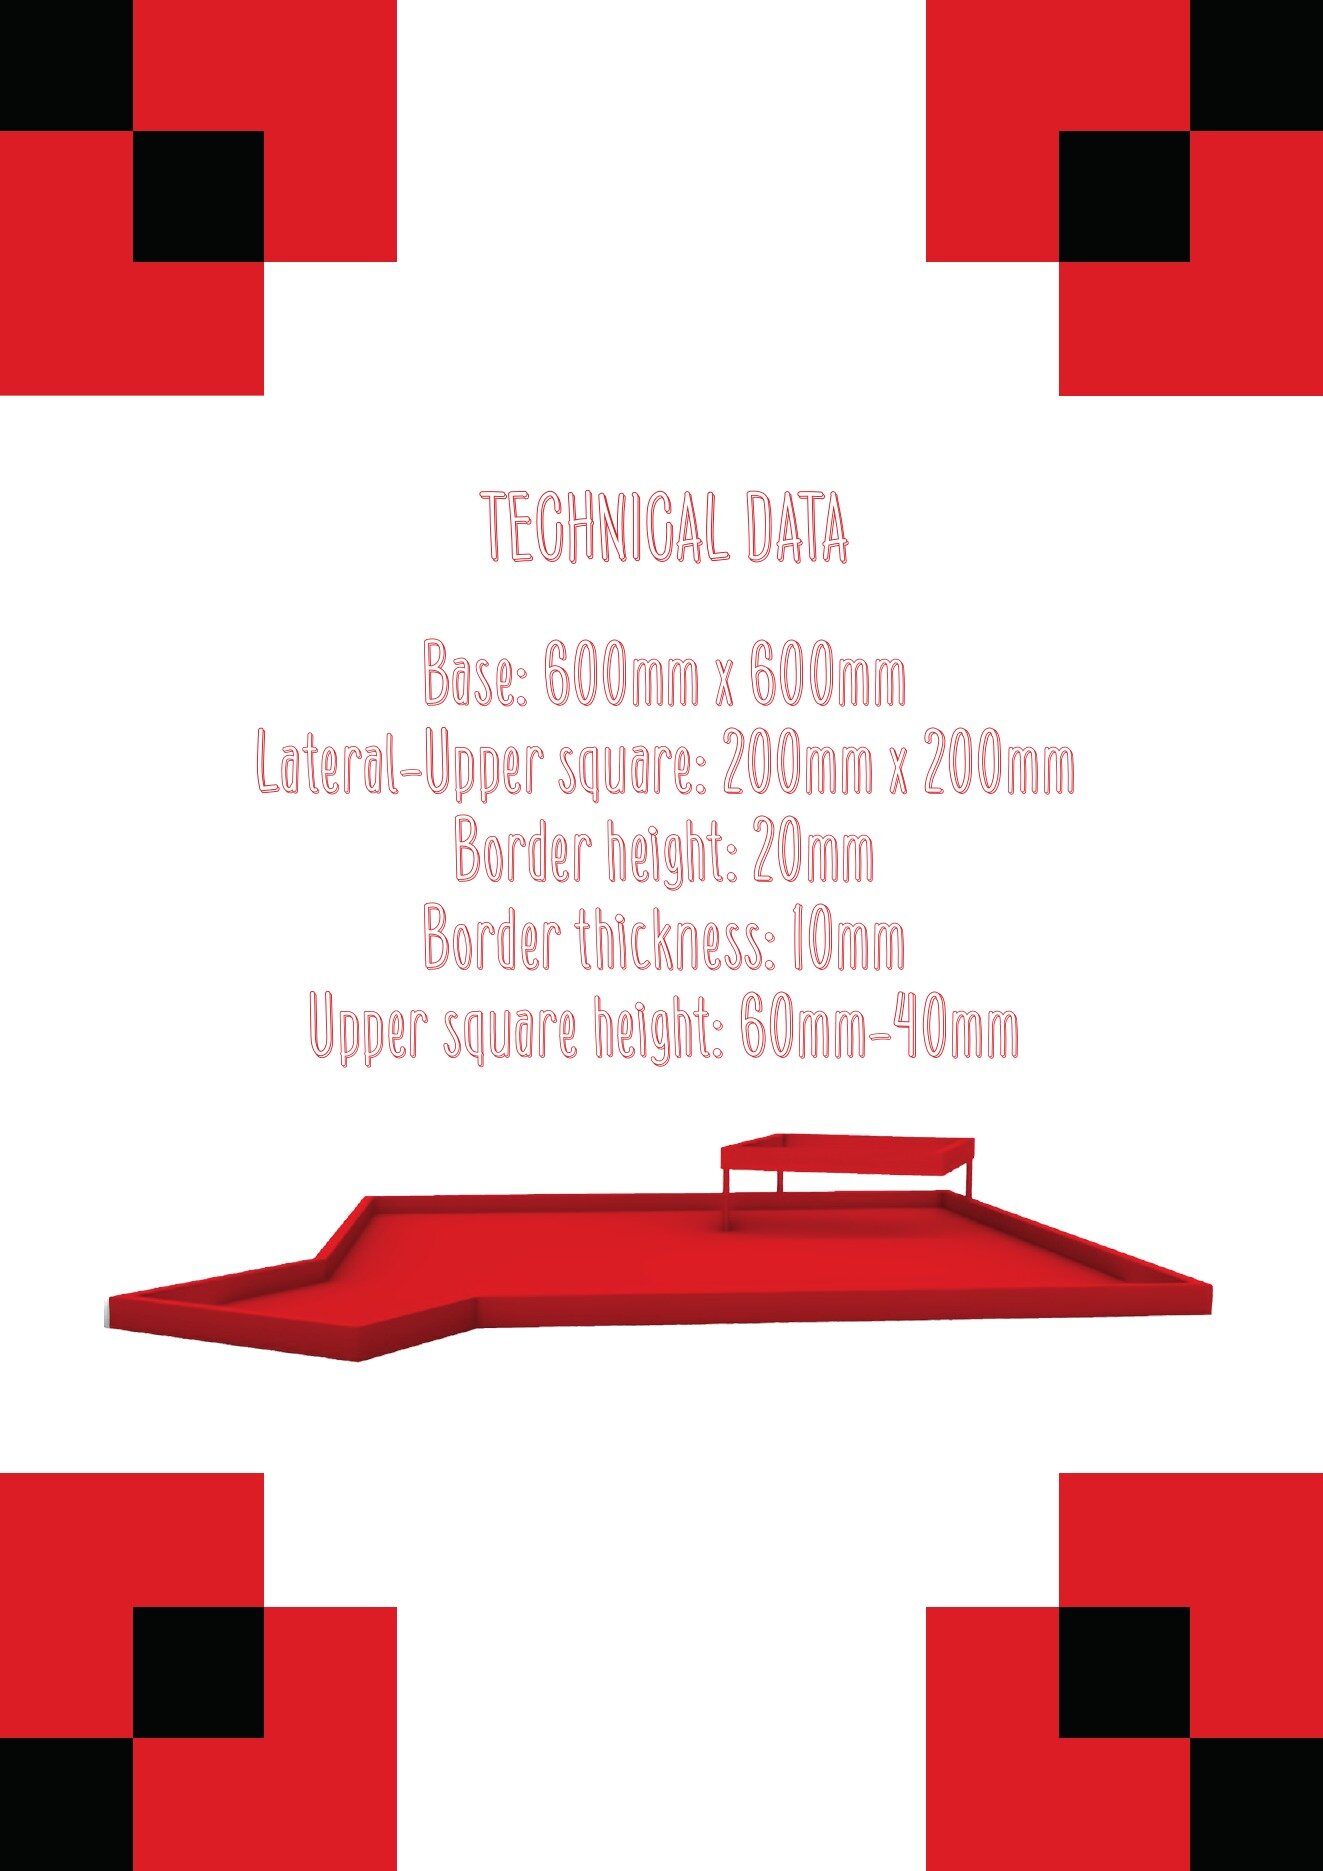 TECHNICAL DATA
Base: 600mm x 600mm
Lateral-Upper square: 200mm x 200mm
Border height: 20mm
Border thickness: 10mm
Upper square height: 60mm-40mm